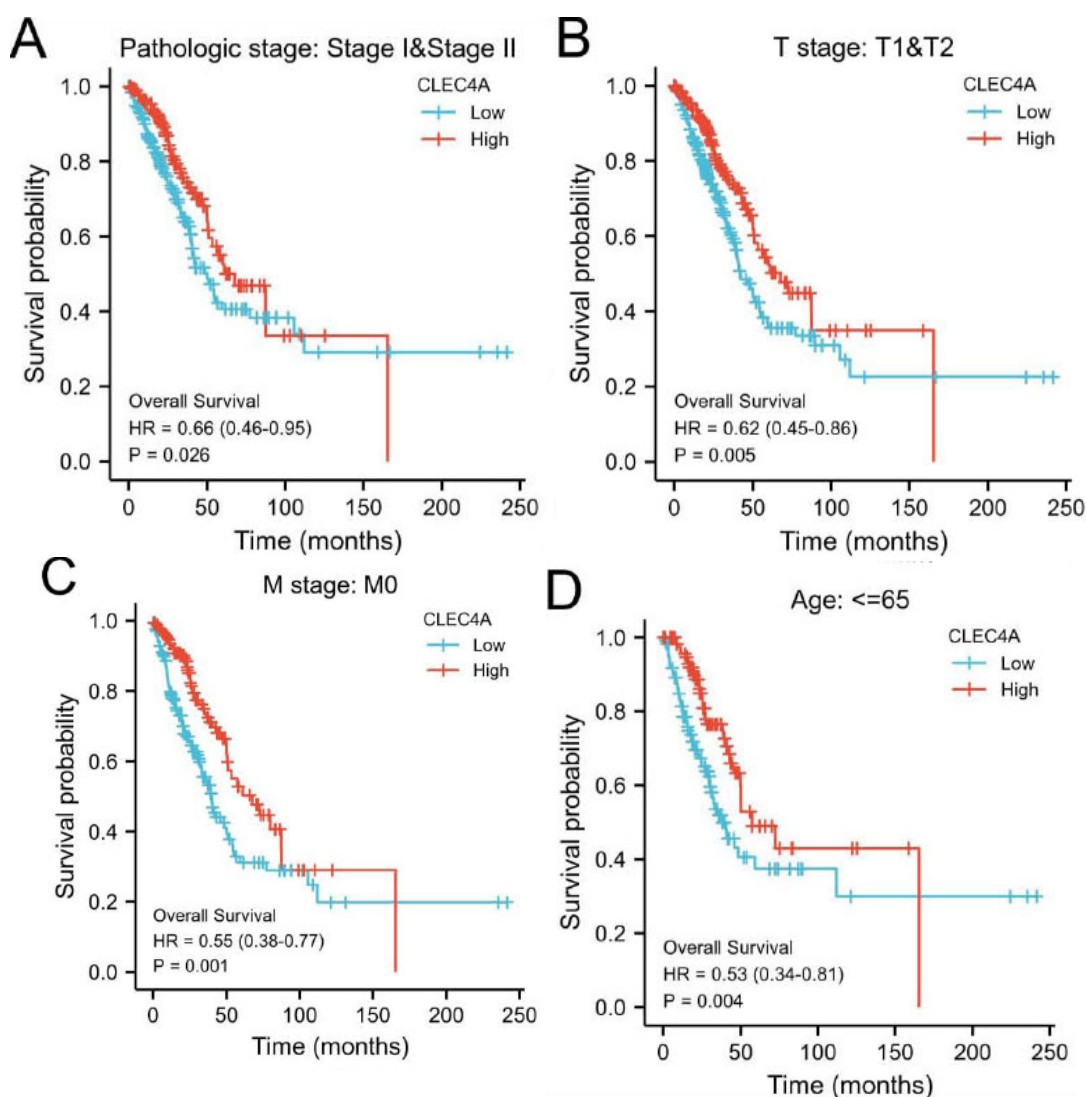 A
Pathologic stage: Stage I&Stage II
CLEC4A
Low
High
Survival probability
1.0
0.8
0.6
0.4
0.2
0.0
Overall Survival
HR = 0.66 (0.46-0.95)
P = 0.026
0 50 100 150 200 250
Time (months)
B
T stage: T1&T2
CLEC4A
Low
High
Survival probability
1.0
0.8
0.6
0.4
0.2
0.0
Overall Survival
HR = 0.62 (0.45-0.86)
P = 0.005
0 50 100 150 200 250
Time (months)
C
M stage: M0
CLEC4A
Low
High
Survival probability
1.0
0.8
0.6
0.4
0.2
0.0
Overall Survival
HR = 0.55 (0.38-0.77)
P = 0.001
0 50 100 150 200 250
Time (months)
D
Age: <=65
CLEC4A
Low
High
Survival probability
1.0
0.8
0.6
0.4
0.2
0.0
Overall Survival
HR = 0.53 (0.34-0.81)
P = 0.004
0 50 100 150 200 250
Time (months)